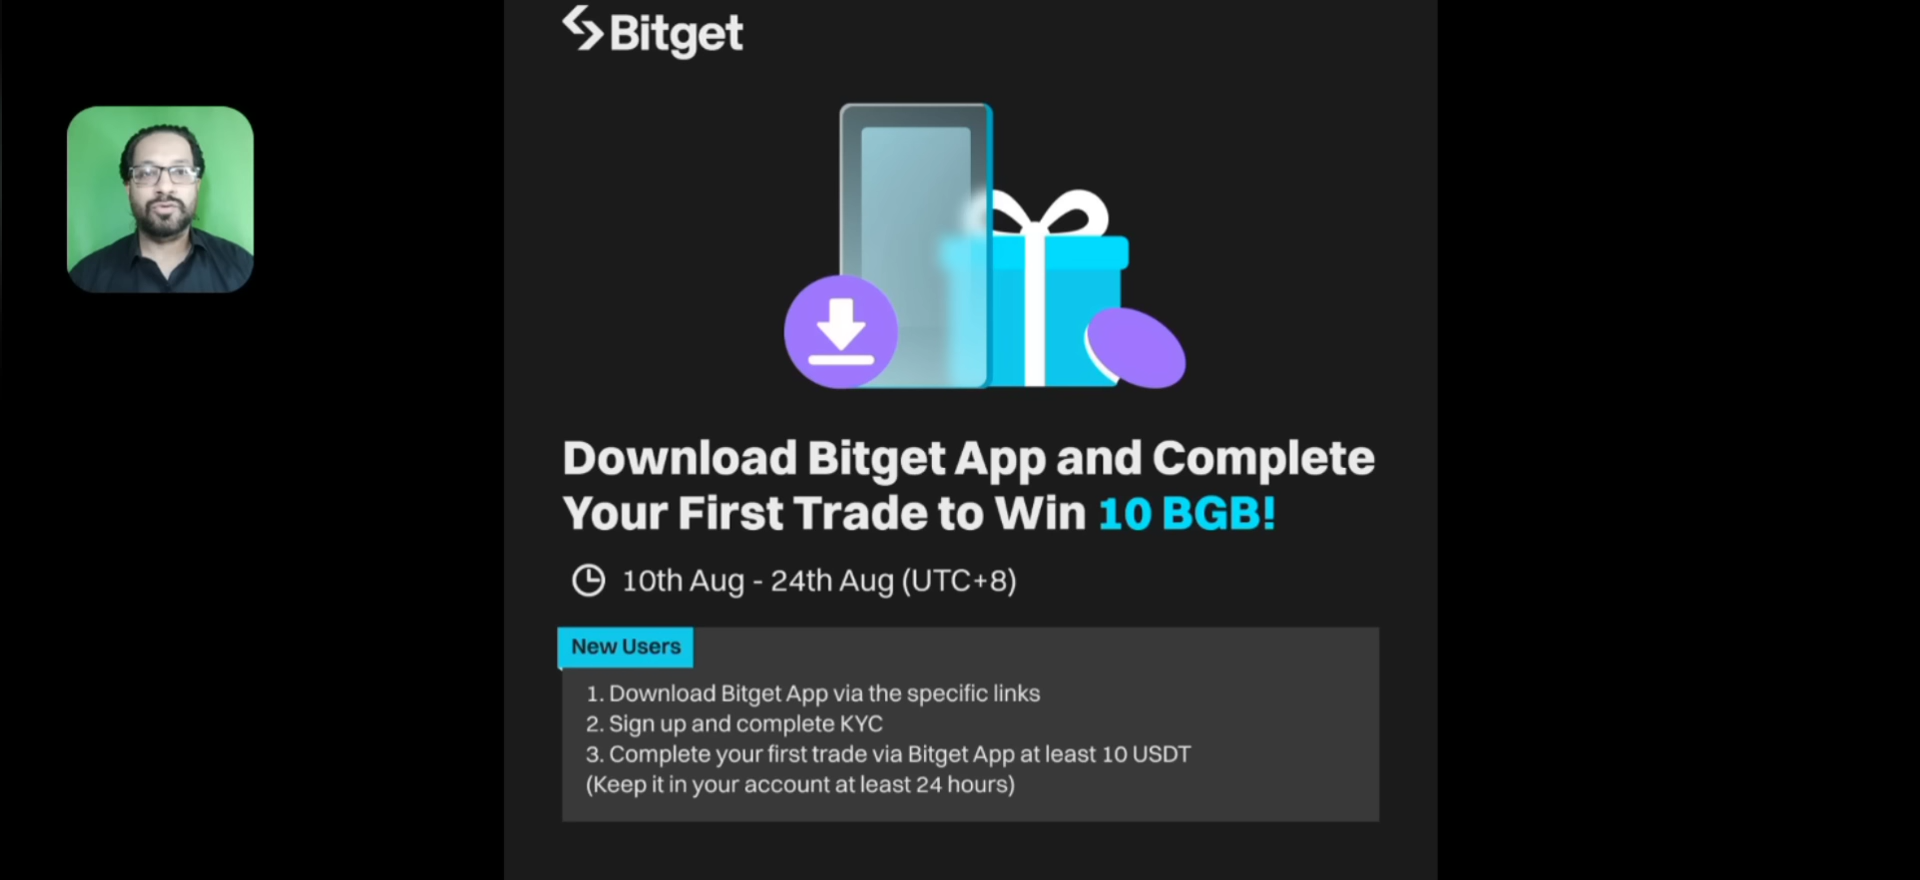 Bitget
Download Bitget App and Complete
Your First Trade to Win 10 BGB!
10th Aug - 24th Aug (UTC+8)
New Users
1. Download Bitget App via the specific links
2. Sign up and complete KYC
3. Complete your first trade via Bitget App at least 10 USDT
(Keep it in your account at least 24 hours)